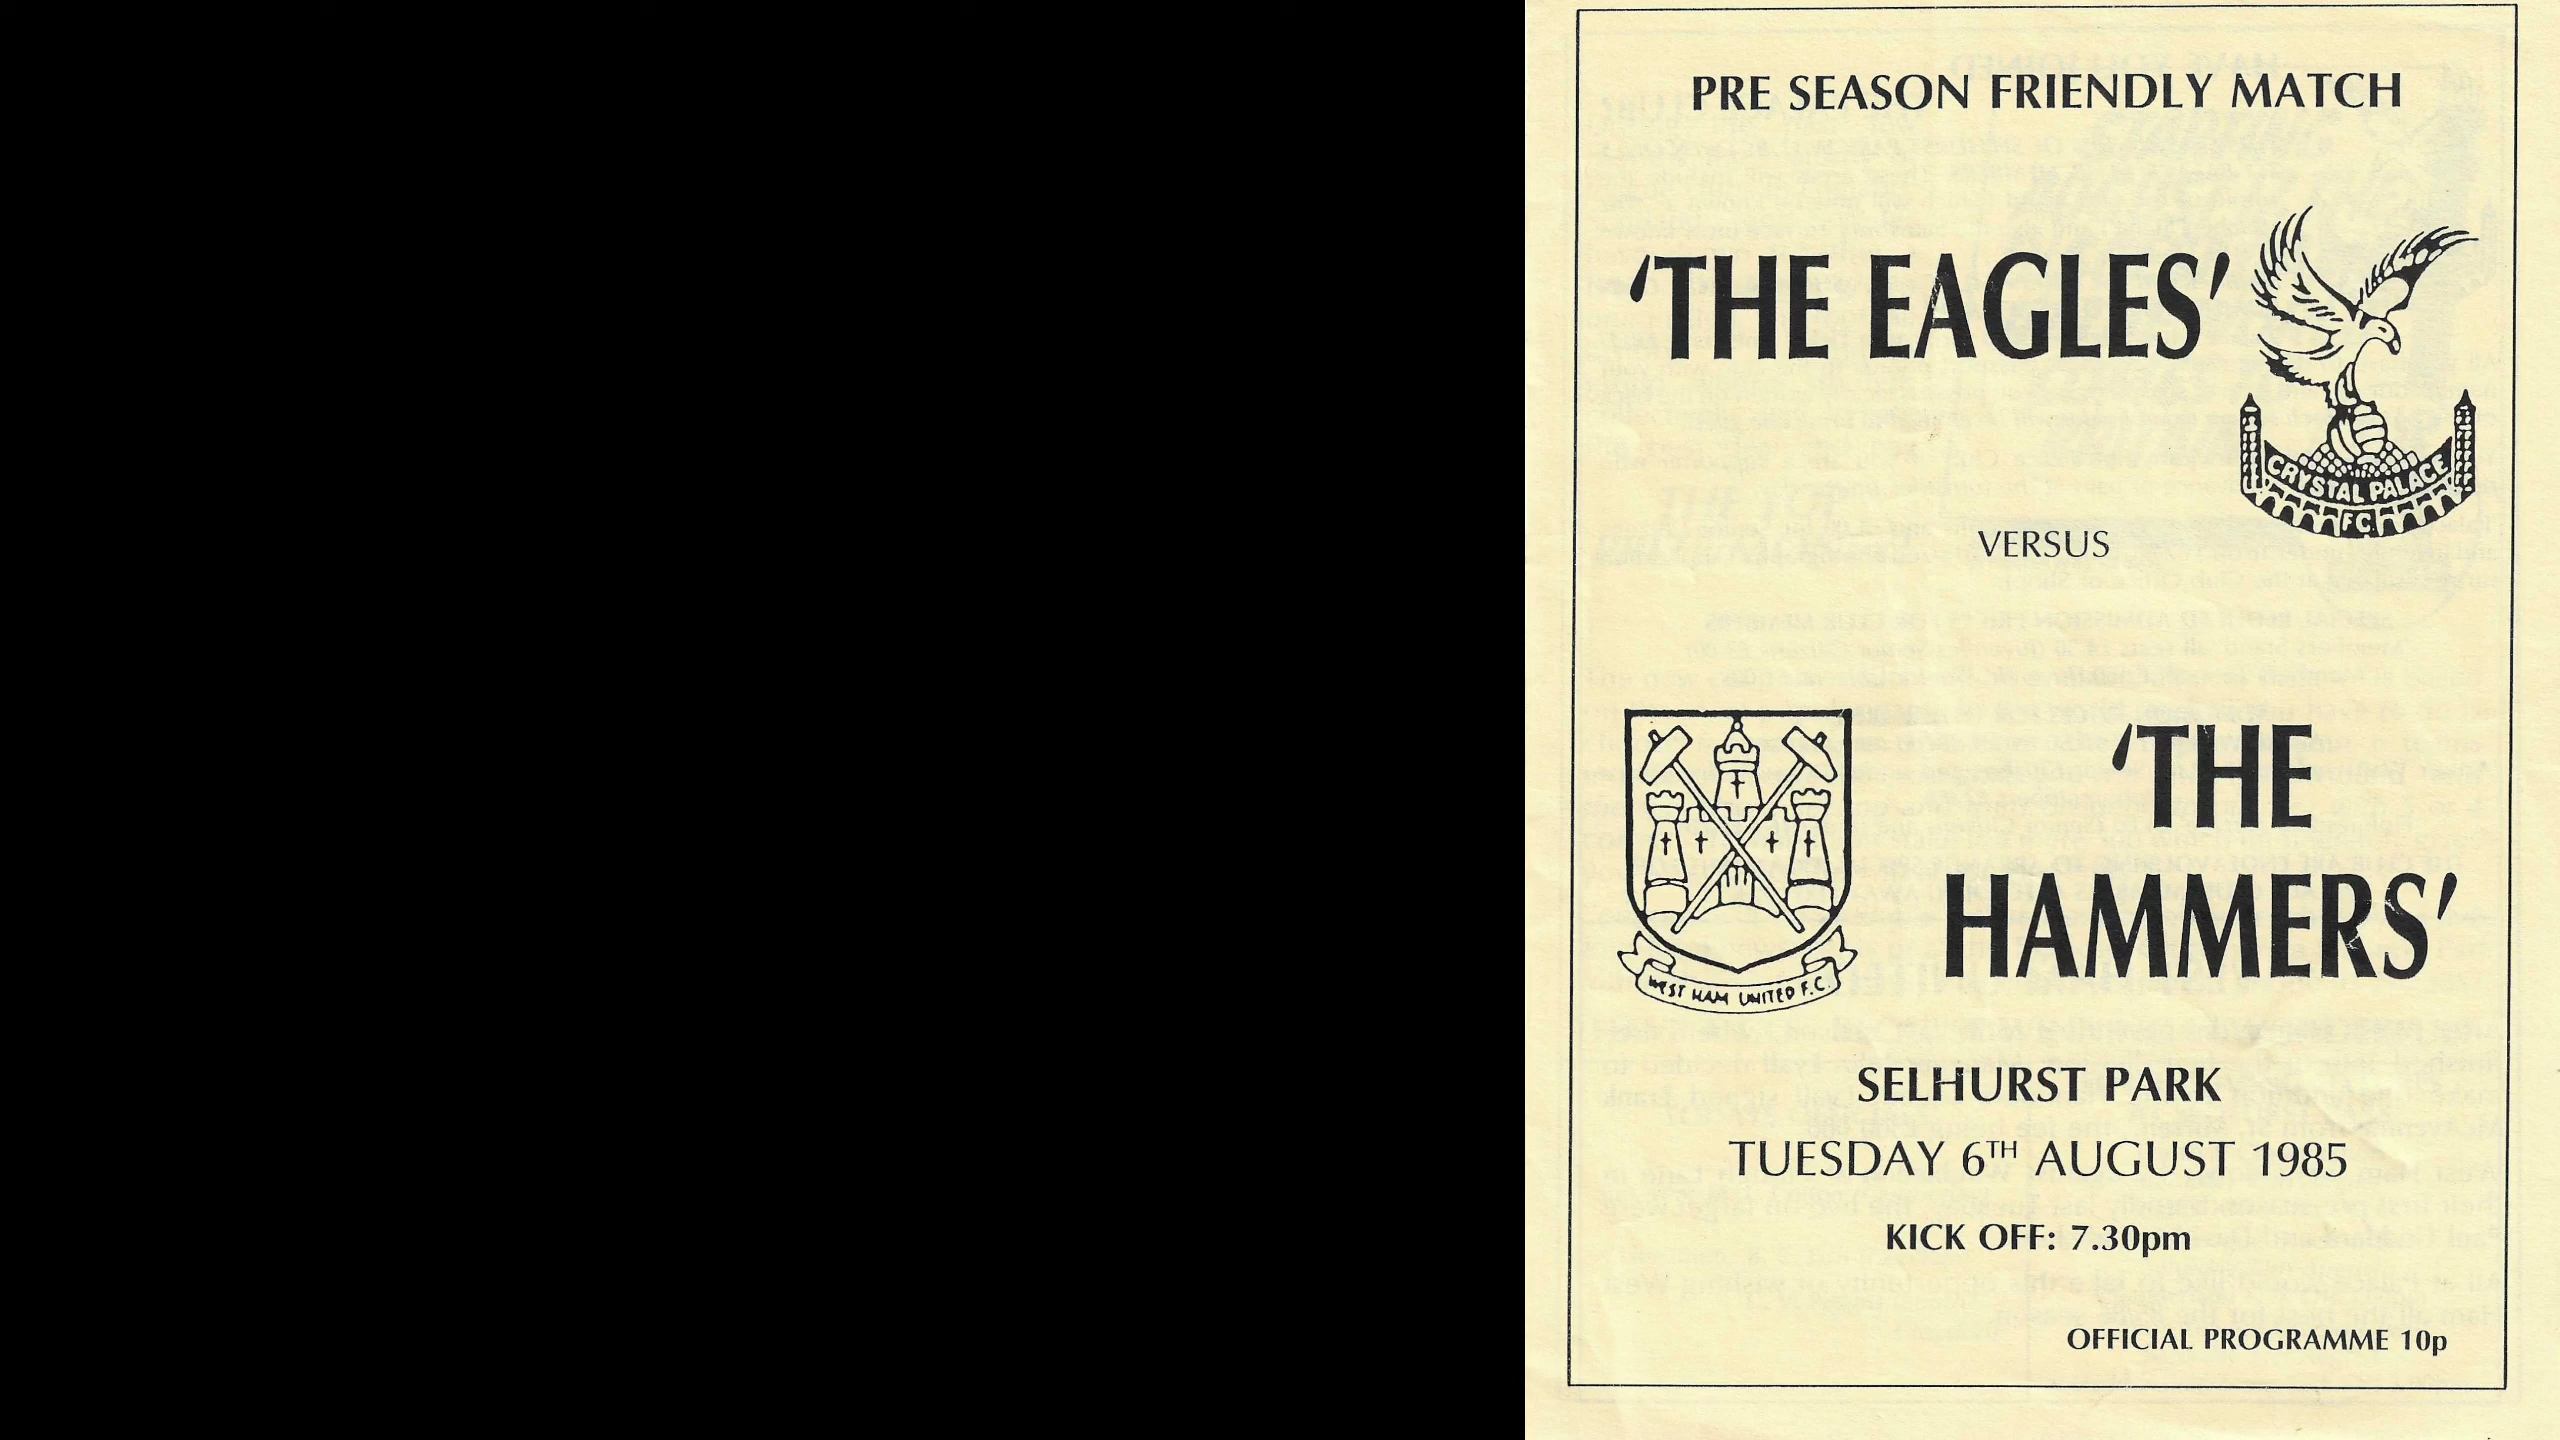 PRE SEASON FRIENDLY MATCH
'THE EAGLES'
CRYSTAL PALACE
F.C.
VERSUS
'THE
HAMMERS'
WEST HAM UNITED F.C.
SELHURST PARK
TUESDAY 6TH AUGUST 1985
KICK OFF: 7.30pm
OFFICIAL PROGRAMME 10p